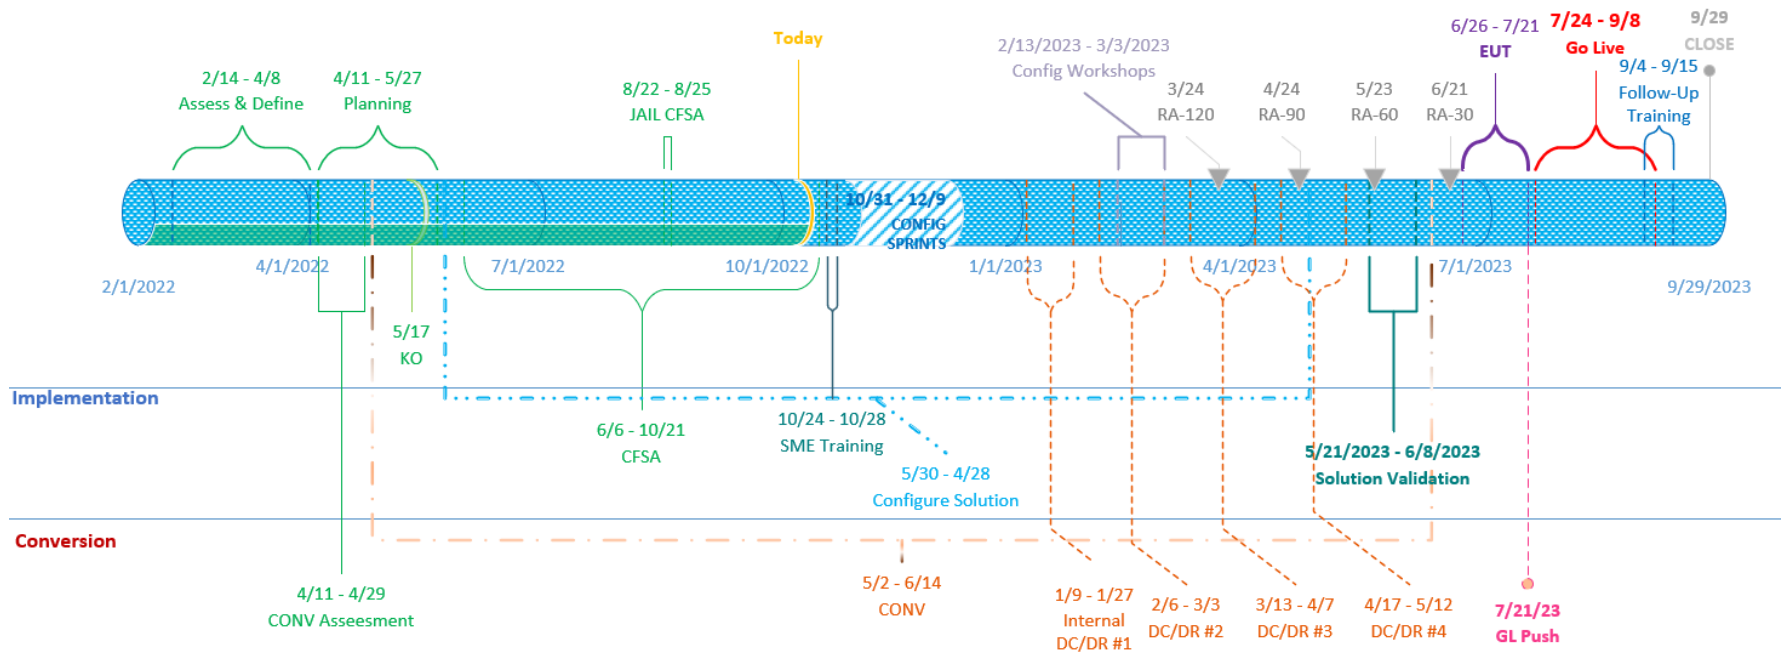 Today
2/14 - 4/8
Assess & Define
4/11 - 5/27
Planning
8/22 - 8/25
JAIL CFSA
2/13/2023 - 3/3/2023
Config Workshops
3/24
RA-120
4/24
RA-90
5/23
RA-60
6/21
RA-30
6/26 - 7/21
EUT
7/24 - 9/8
Go Live
9/4 - 9/15
Follow-Up
Training
9/29
CLOSE
10/31 - 12/9
CONFIG
SPRINTS
2/1/2022
4/1/2022
7/1/2022
10/1/2022
1/1/2023
4/1/2023
7/1/2023
9/29/2023
5/17
KO
Implementation
6/6 - 10/21
CFSA
10/24 - 10/28
SME Training
5/30 - 4/28
Configure Solution
5/21/2023 - 6/8/2023
Solution Validation
Conversion
4/11 - 4/29
CONV Asseesment
5/2 - 6/14
CONV
1/9 - 1/27
Internal
DC/DR #1
2/6 - 3/3
DC/DR #2
3/13 - 4/7
DC/DR #3
4/17 - 5/12
DC/DR #4
7/21/23
GL Push